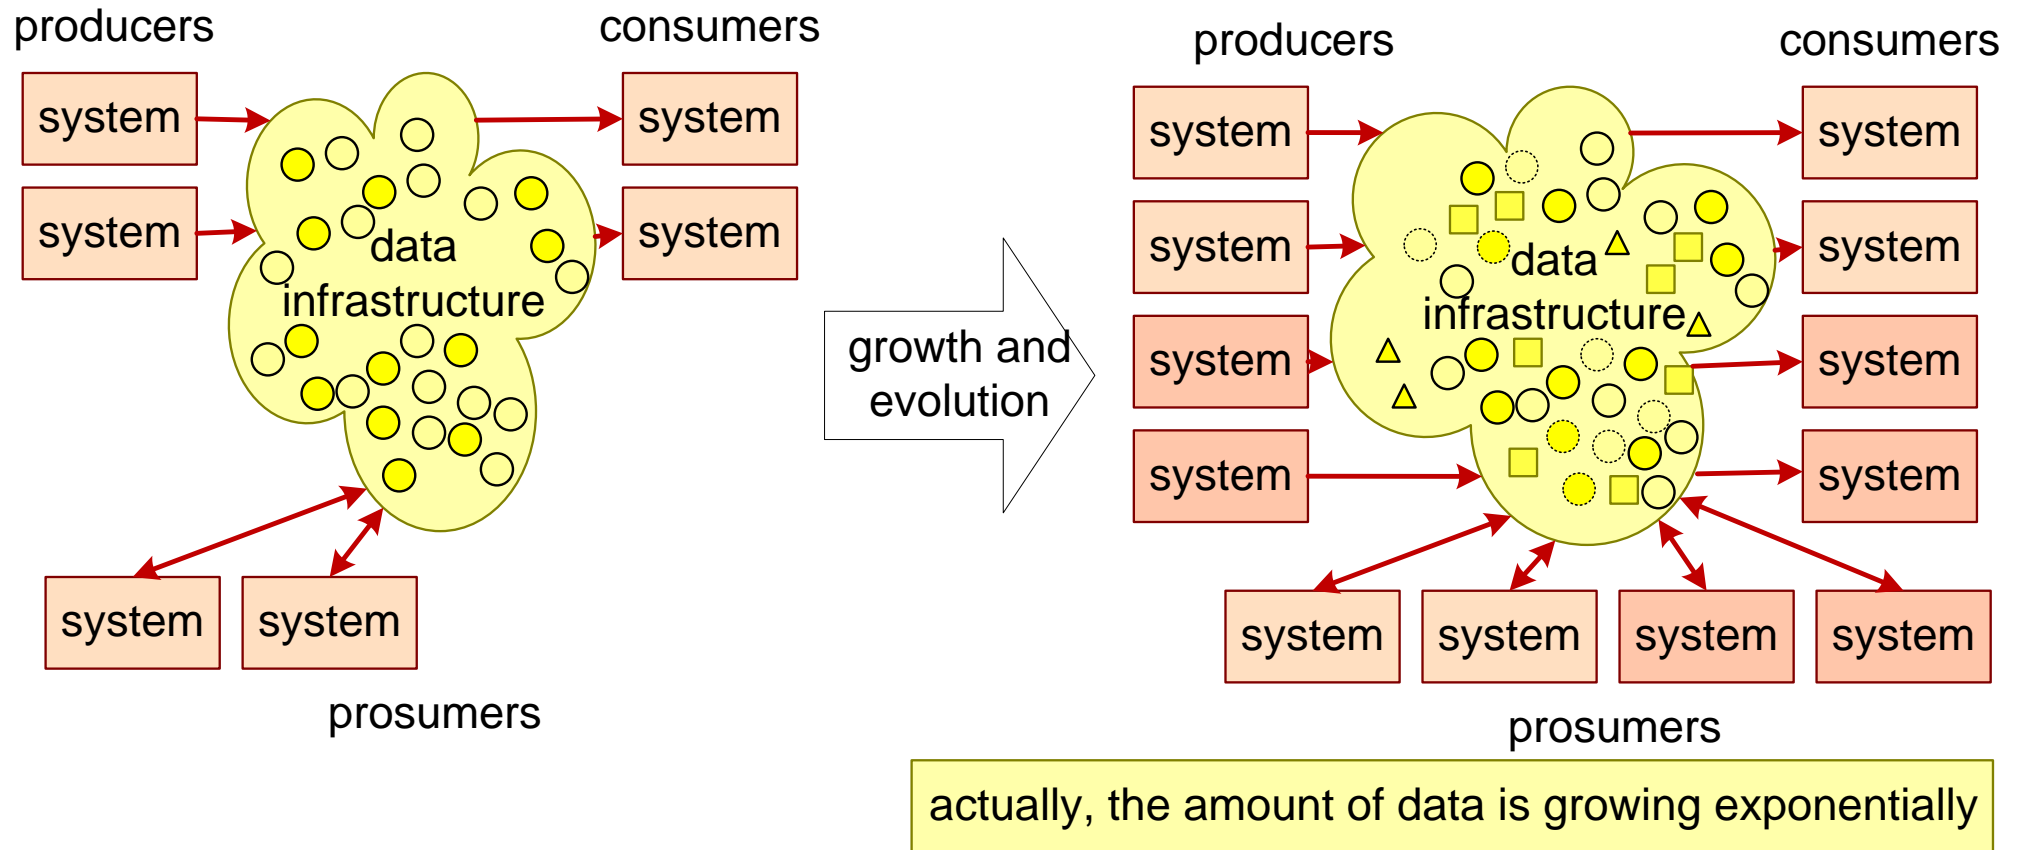 producers
consumers
system
system
system
system
data
infrastructure
system
system
prosumers
growth and
evolution
producers
consumers
system
system
system
system
data
infrastructure
system
system
system
system
system
system
system
system
prosumers
actually, the amount of data is growing exponentially